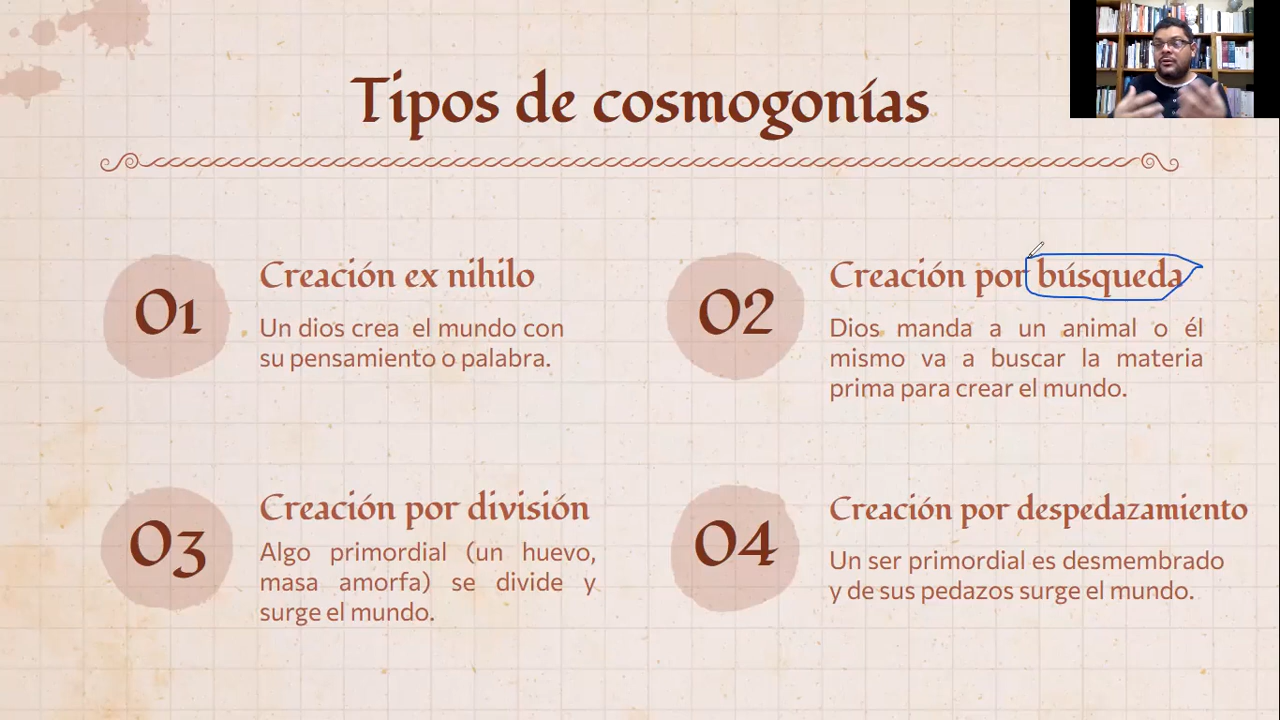 Tipos de cosmogonías
01
Creación ex nihilo
Un dios crea el mundo con
su pensamiento o palabra.
02
Creación por búsqueda
Dios manda a un animal o él
mismo va a buscar la materia
prima para crear el mundo.
03
Creación por división
Algo primordial (un huevo,
masa amorfa) se divide y
surge el mundo.
04
Creación por despedazamiento
Un ser primordial es desmembrado
y de sus pedazos surge el mundo.